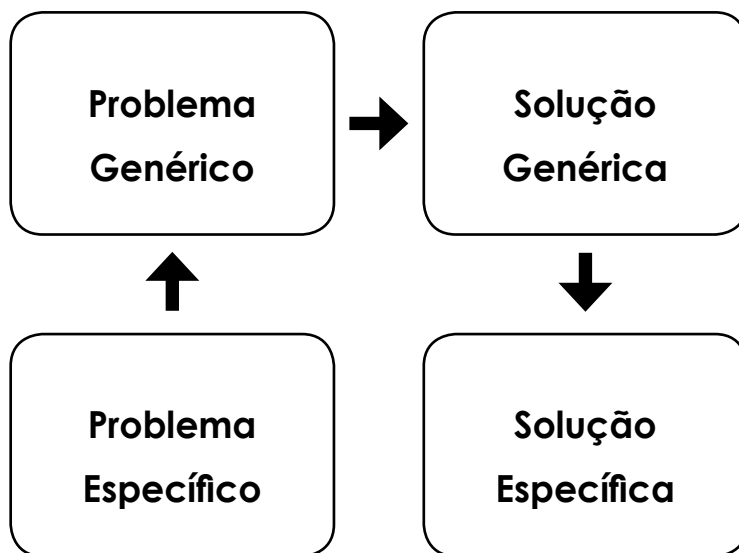 Problema
Genérico
Solução
Genérica
Problema
Específico
Solução
Específica